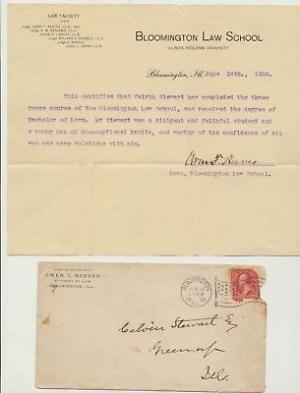 LAW FACULTY
BLOOMINGTON LAW SCHOOL
ILLINOIS WESLEYAN UNIVERSITY
Bloomington, Ill. June 18th.,
This certifies that Calvin Stewart has completed the three
years course of the Bloomington Law School, and received the degree of
Bachelor of Laws. Mr Stewart was a diligent and faithful student and
a young man of unexceptional habits, and worthy of the confidence of all
who may have relations with him.
Owen T. Reeves
Dean, Bloomington Law School.
OWEN T. REEVES
ATTORNEY AT LAW
BLOOMINGTON, ILL.
Calvin Stewart Esq
Greenup
Ills.